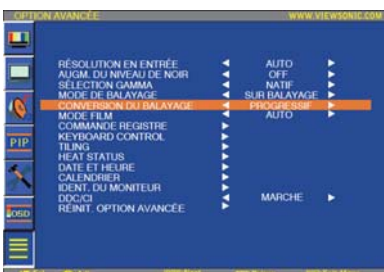 OPTION AVANCÉE WWW.VIEWSONIC.COM
RÉSOLUTION EN ENTRÉE AUTO
AUGM. DU NIVEAU DE NOIR OFF
SÉLECTION GAMMA NATIF
MODE DE BALAYAGE SUR BALAYAGE
CONVERSION DU BALAYAGE PROGRESSIF
MODE FILM AUTO
COMMANDE REGISTRE
KEYBOARD CONTROL
TILING
HEAT STATUS
DATE ET HEURE
CALENDRIER
IDENT. DU MONITEUR
DDC/CI MARCHE
RÉINIT. OPTION AVANCÉE
PIP
OSD